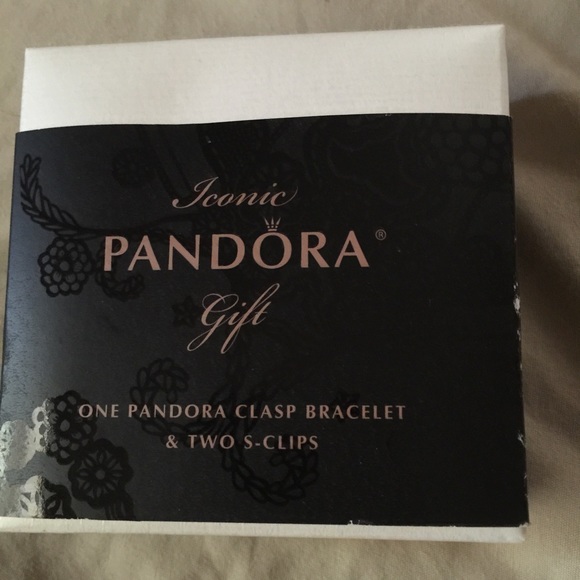 Iconic
PANDORA®
Gift
ONE PANDORA CLASP BRACELET
& TWO S-CLIPS